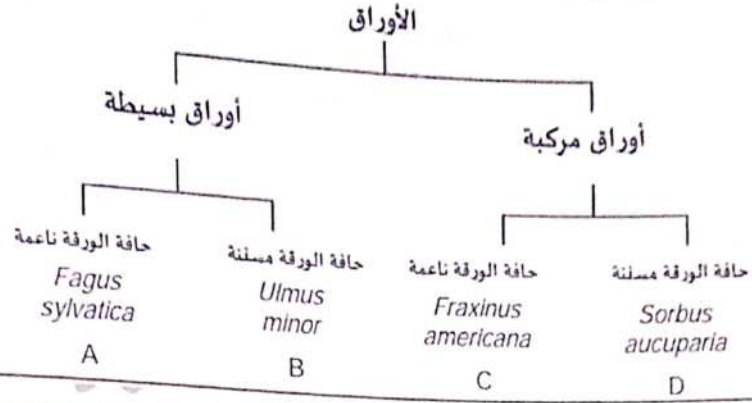 الأوراق
أوراق بسيطة
أوراق مركبة
حافة الورقة ناعمة
حافة الورقة مسننة
حافة الورقة ناعمة
حافة الورقة مسننة
Fagus
sylvatica
Ulmus
minor
Fraxinus
americana
Sorbus
aucuparia
A
B
C
D